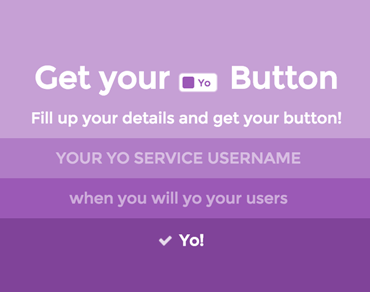 Get your Yo Button
Fill up your details and get your button!
YOUR YO SERVICE USERNAME
when you will yo your users
Yo!